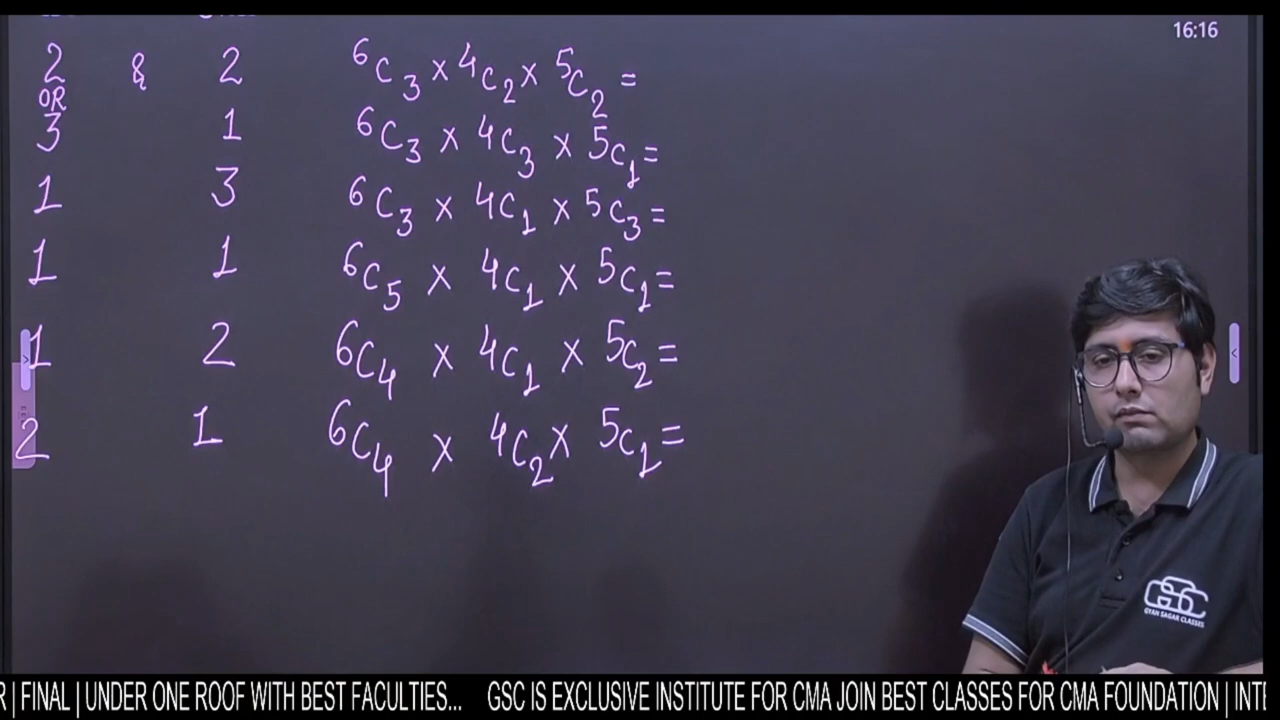 16:16
2 & 2 ⁶C₃ × ⁴C₂ × ⁵C₂ =
OR
3 1 ⁶C₃ × ⁴C₃ × ⁵C₁ =
1 3 ⁶C₃ × ⁴C₁ × ⁵C₃ =
1 1 ⁶C₅ × ⁴C₁ × ⁵C₁ =
1 2 ⁶C₄ × ⁴C₁ × ⁵C₂ =
2 1 ⁶C₄ × ⁴C₂ × ⁵C₁ =
GSC
GYAN SAGAR CLASSES
R | FINAL | UNDER ONE ROOF WITH BEST FACULTIES... GSC IS EXCLUSIVE INSTITUTE FOR CMA JOIN BEST CLASSES FOR CMA FOUNDATION | INTE